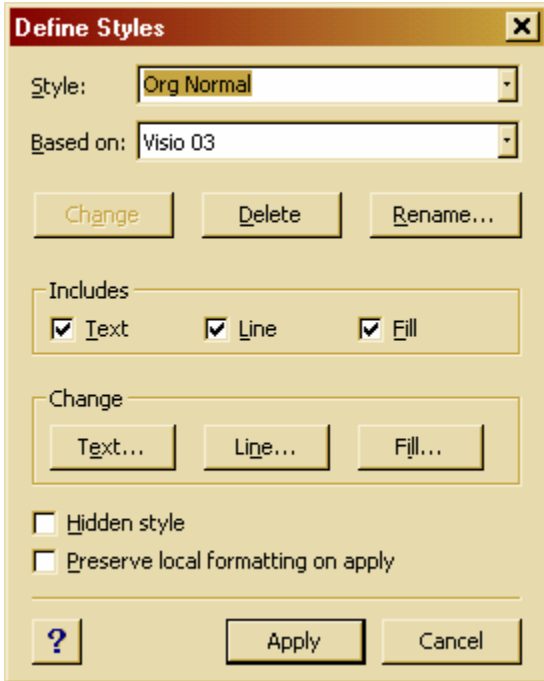 Define Styles
Style: Org Normal
Based on: Visio 03
Change Delete Rename...
Includes
Text Line Fill
Change
Text... Line... Fill...
Hidden style
Preserve local formatting on apply
? Apply Cancel